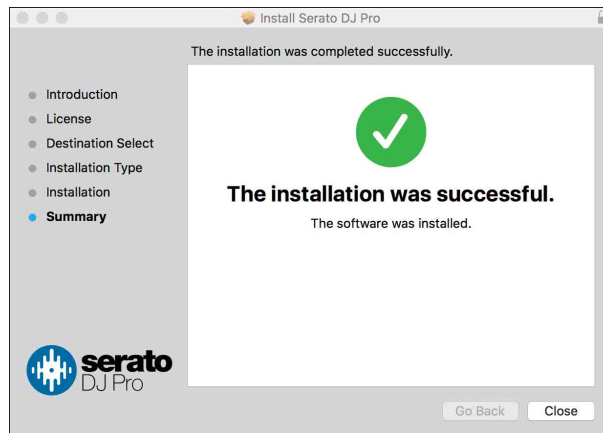 Install Serato DJ Pro
The installation was completed successfully.
Introduction
License
Destination Select
Installation Type
Installation
Summary
The installation was successful.
The software was installed.
serato
DJ Pro
Go Back
Close